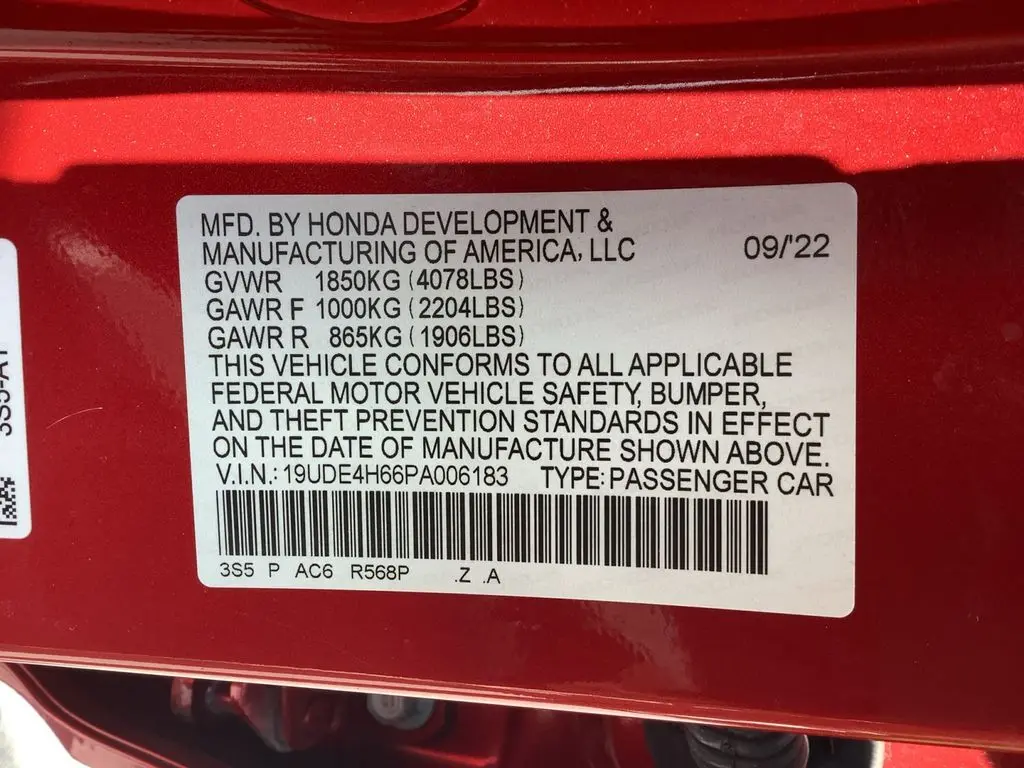 MFD. BY HONDA DEVELOPMENT &
MANUFACTURING OF AMERICA, LLC 09/'22
GVWR 1850KG (4078LBS)
GAWR F 1000KG (2204LBS)
GAWR R 865KG (1906LBS)
THIS VEHICLE CONFORMS TO ALL APPLICABLE
FEDERAL MOTOR VEHICLE SAFETY, BUMPER,
AND THEFT PREVENTION STANDARDS IN EFFECT
ON THE DATE OF MANUFACTURE SHOWN ABOVE.
V.I.N.: 19UDE4H66PA006183 TYPE: PASSENGER CAR
3S5 P AC6 R568P .Z .A
3S5-A1